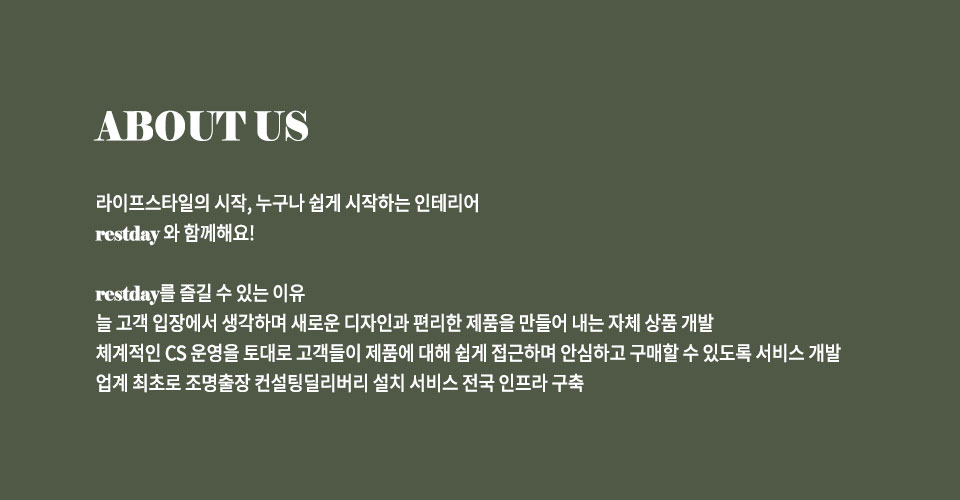 ABOUT US
라이프스타일의 시작, 누구나 쉽게 시작하는 인테리어
restday 와 함께해요!
restday를 즐길 수 있는 이유
늘 고객 입장에서 생각하며 새로운 디자인과 편리한 제품을 만들어 내는 자체 상품 개발
체계적인 CS 운영을 토대로 고객들이 제품에 대해 쉽게 접근하며 안심하고 구매할 수 있도록 서비스 개발
업계 최초로 조명출장 컨설팅딜리버리 설치 서비스 전국 인프라 구축